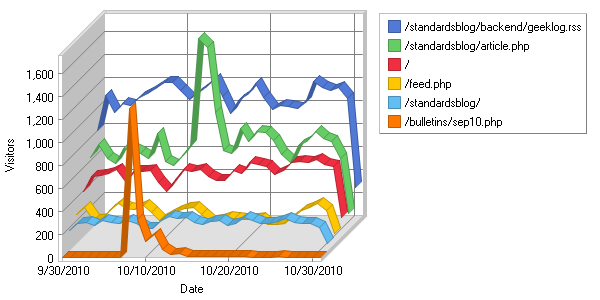 /standardsblog/backend/geeklog.rss
/standardsblog/article.php
/
/feed.php
/standardsblog/
/bulletins/sep10.php
1,600
1,400
1,200
1,000
800
600
400
200
0
Visitors
9/30/2010 10/10/2010 10/20/2010 10/30/2010
Date